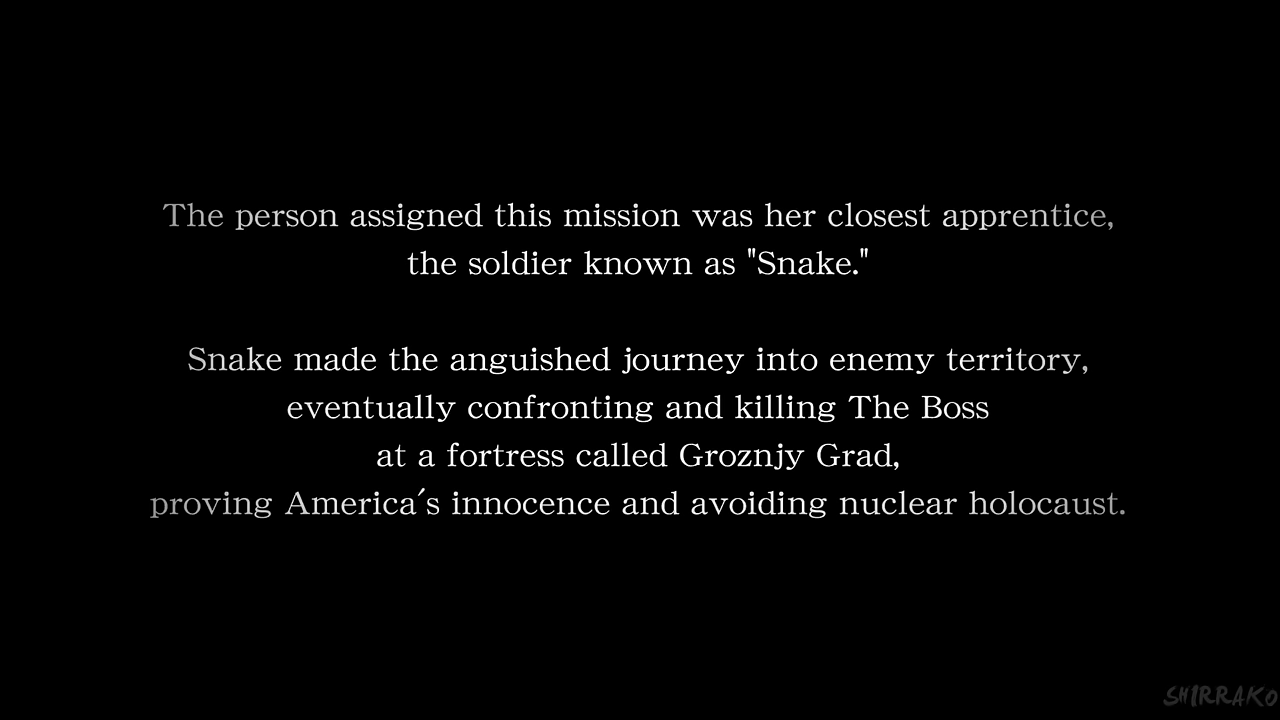 The person assigned this mission was her closest apprentice,
the soldier known as "Snake."
Snake made the anguished journey into enemy territory,
eventually confronting and killing The Boss
at a fortress called Groznjy Grad,
proving America´s innocence and avoiding nuclear holocaust.
SHIRRAKO